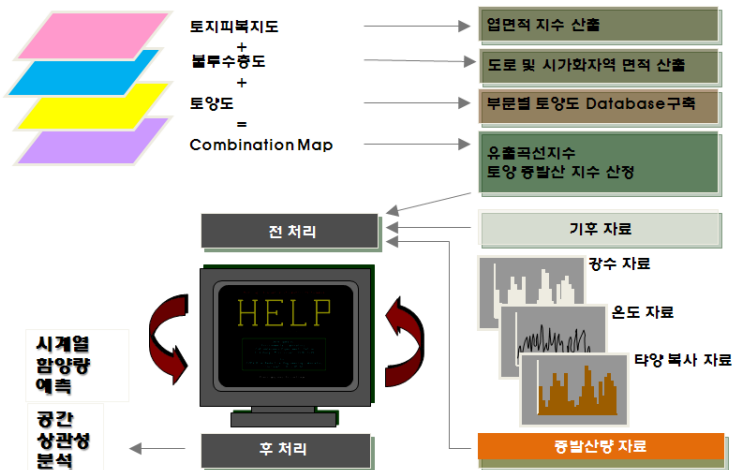 토지피복지도
+
불투수층도
+
토양도
=
Combination Map
엽면적 지수 산출
도로 및 시가화지역 면적 산출
부문별 토양도 Database구축
유출곡선지수
토양 증발산 지수 산정
전 처리
기후 자료
강수 자료
온도 자료
태양 복사 자료
HELP
시계열
함양량
예측
공간
상관성
분석
후 처리
증발산량 자료